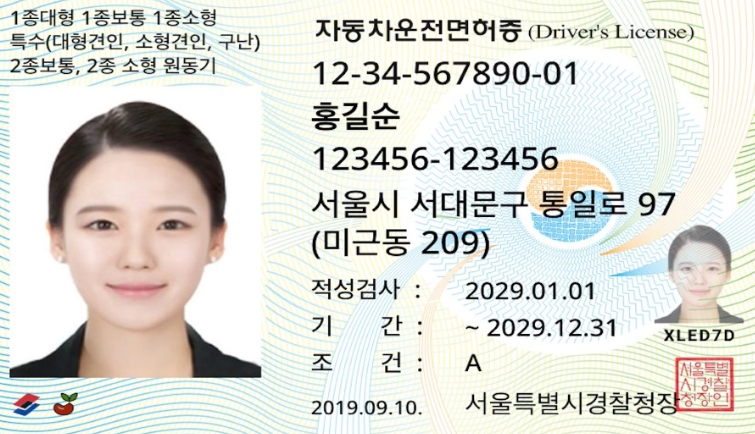 1종대형 1종보통 1종소형
특수(대형견인, 소형견인, 구난)
2종보통, 2종 소형 원동기
자동차운전면허증 (Driver's License)
12-34-567890-01
홍길순
123456-123456
서울시 서대문구 통일로 97
(미근동 209)
적성검사 : 2029.01.01
기 간 : ~ 2029.12.31
조 건 : A
XLED7D
2019.09.10. 서울특별시경찰청장
서울특별
시경찰
청장인